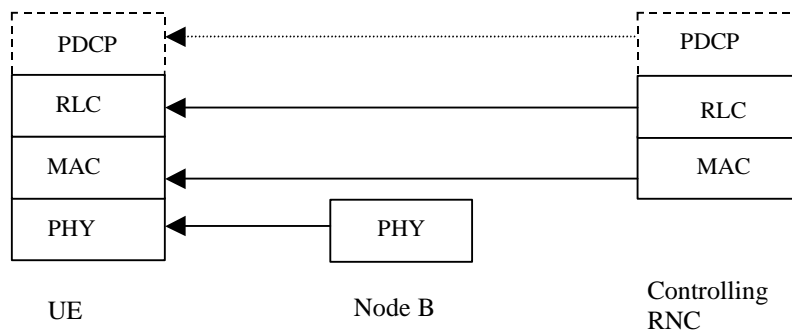 PDCP
PDCP
RLC
RLC
MAC
MAC
PHY
PHY
UE
Node B
Controlling
RNC